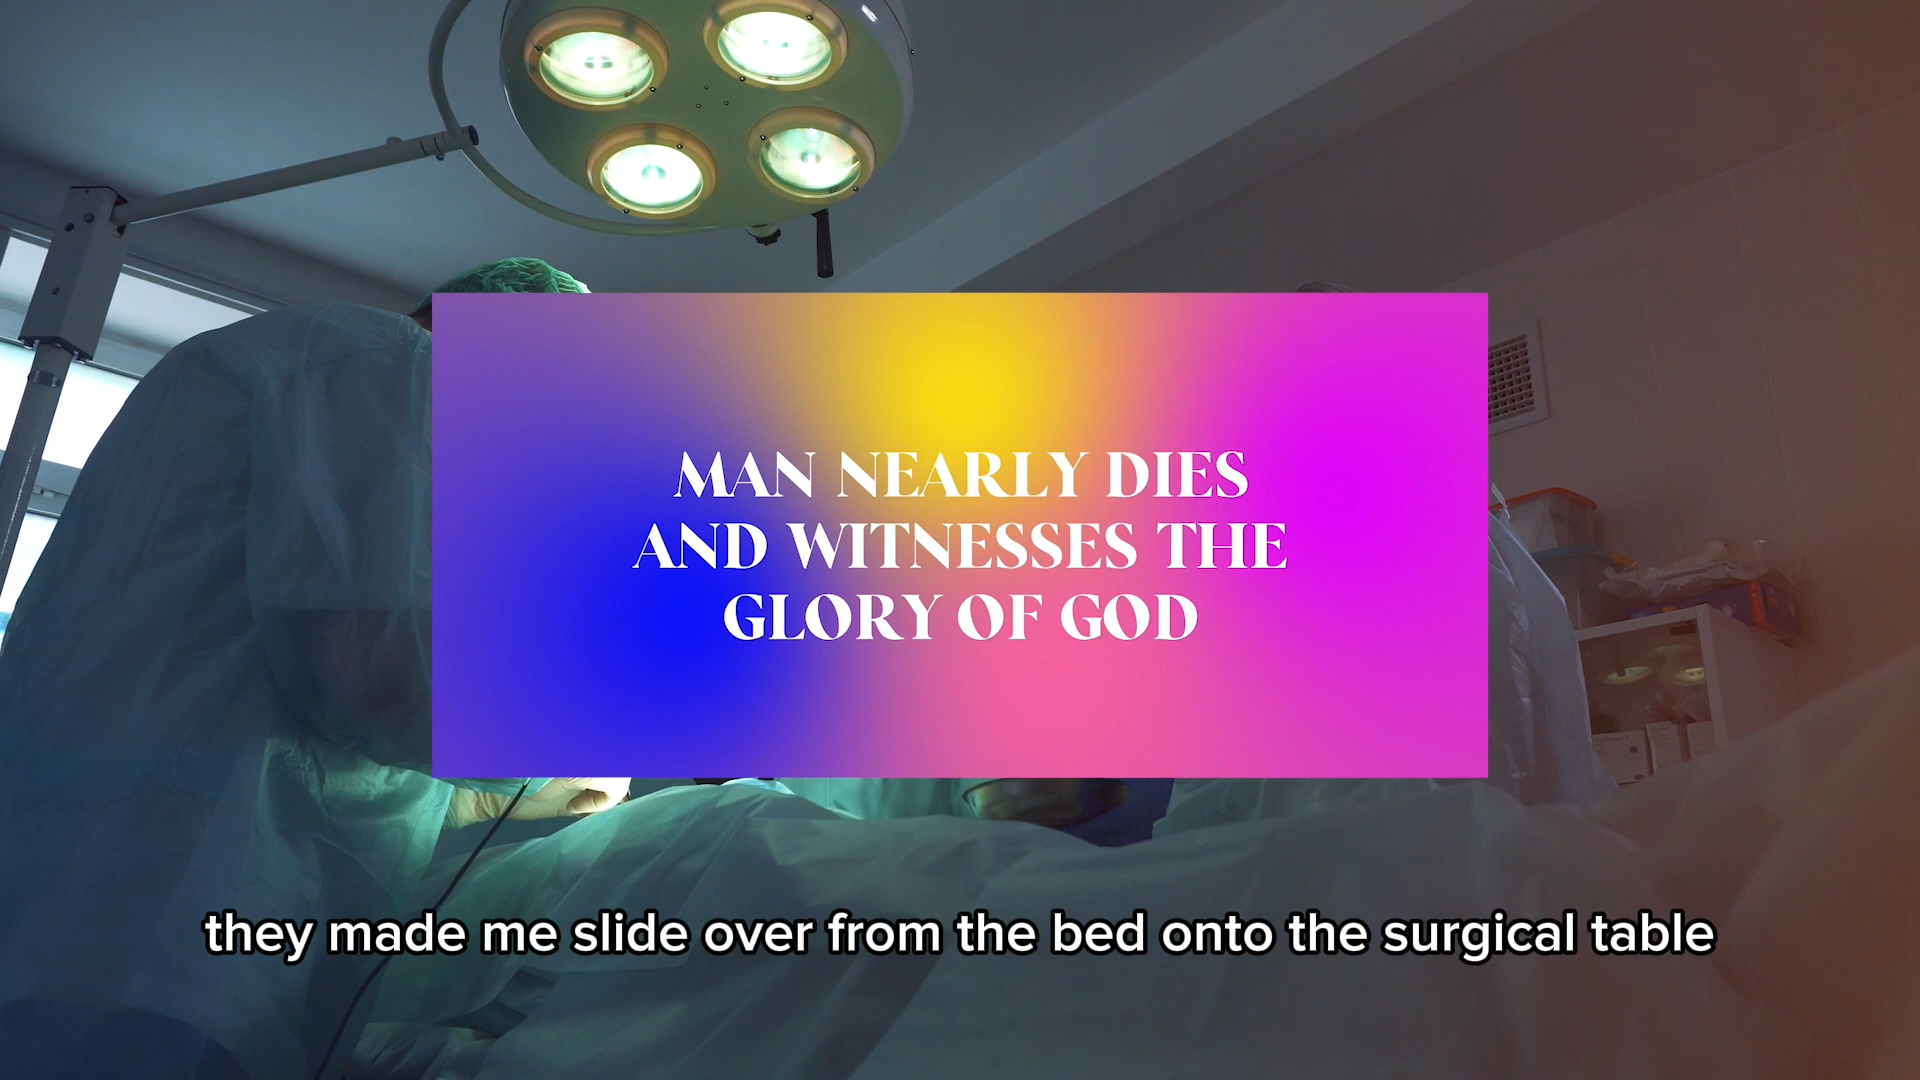 MAN NEARLY DIES
AND WITNESSES THE
GLORY OF GOD
they made me slide over from the bed onto the surgical table